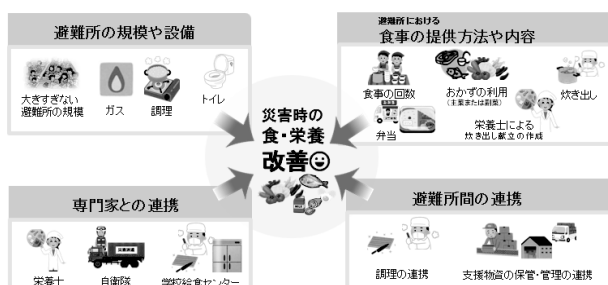 避難所の規模や設備
大きすぎない
避難所の規模
ガス
調理
トイレ
避難所における
食事の提供方法や内容
食事の回数
おかずの利用
(主菜または副菜)
炊き出し
弁当
栄養士による
炊き出し献立の作成
災害時の
食・栄養
改善
専門家との連携
栄養士
自衛隊
学校給食センター
避難所間の連携
調理の連携
支援物資の保管・管理の連携